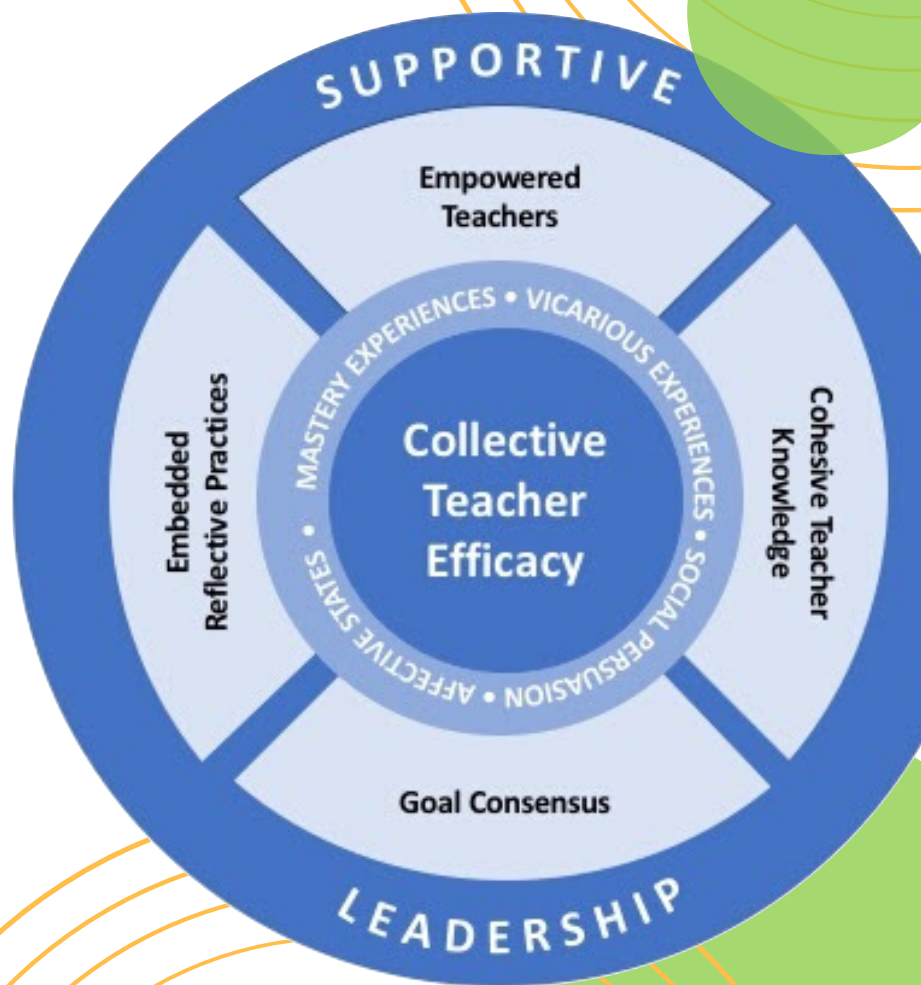 SUPPORTIVE
Empowered
Teachers
Embedded
Reflective Practices
MASTERY EXPERIENCES • VICARIOUS EXPERIENCES • SOCIAL PERSUASION • AFFECTIVE STATES •
Collective
Teacher
Efficacy
Cohesive Teacher
Knowledge
Goal Consensus
LEADERSHIP